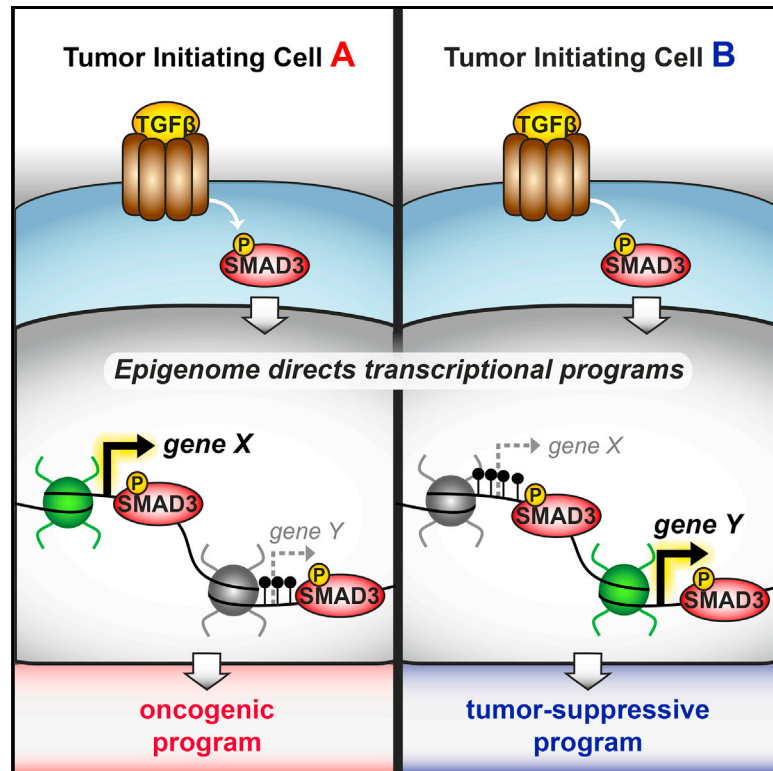 Tumor Initiating Cell A
TGFβ
P
SMAD3
Tumor Initiating Cell B
TGFβ
P
SMAD3
Epigenome directs transcriptional programs
gene X
P
SMAD3
gene Y
P
SMAD3
gene X
P
SMAD3
gene Y
P
SMAD3
oncogenic
program
tumor-suppressive
program